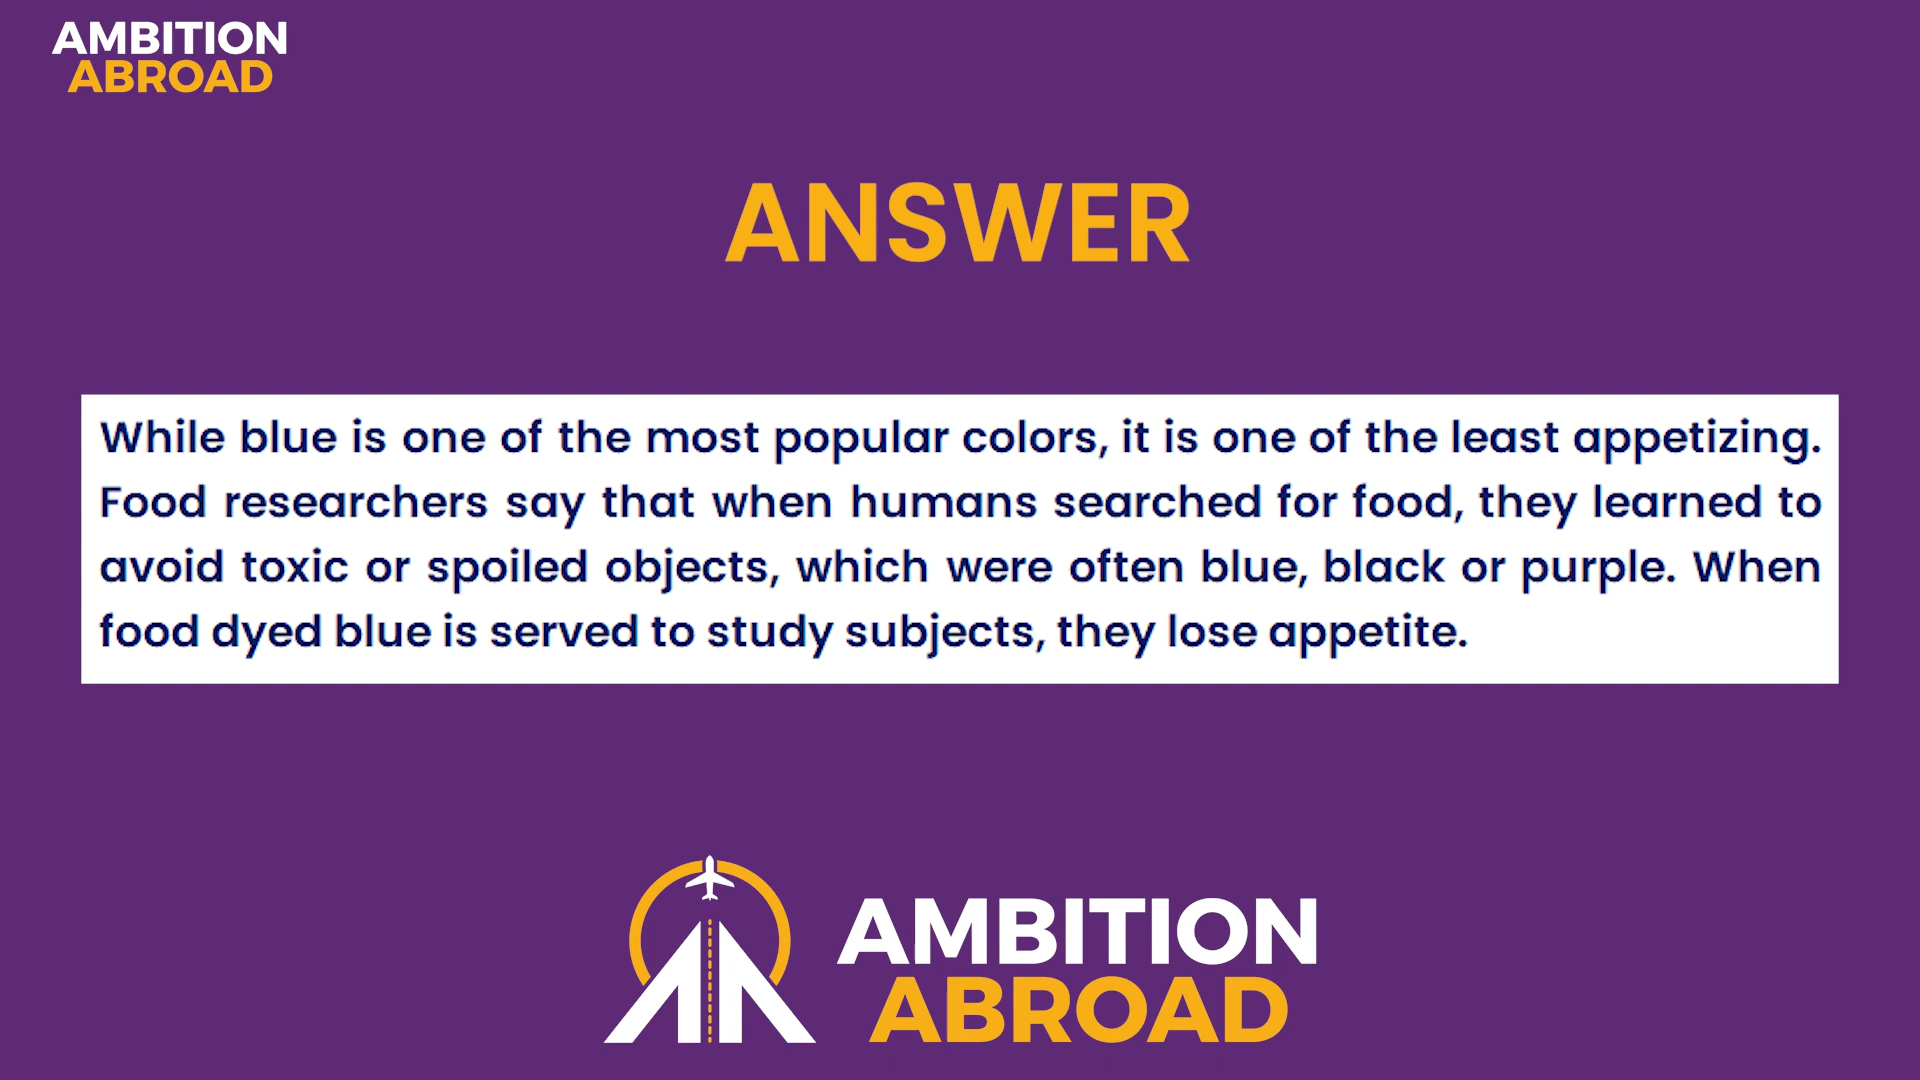 AMBITION
ABROAD
ANSWER
While blue is one of the most popular colors, it is one of the least appetizing.
Food researchers say that when humans searched for food, they learned to
avoid toxic or spoiled objects, which were often blue, black or purple. When
food dyed blue is served to study subjects, they lose appetite.
AMBITION
ABROAD